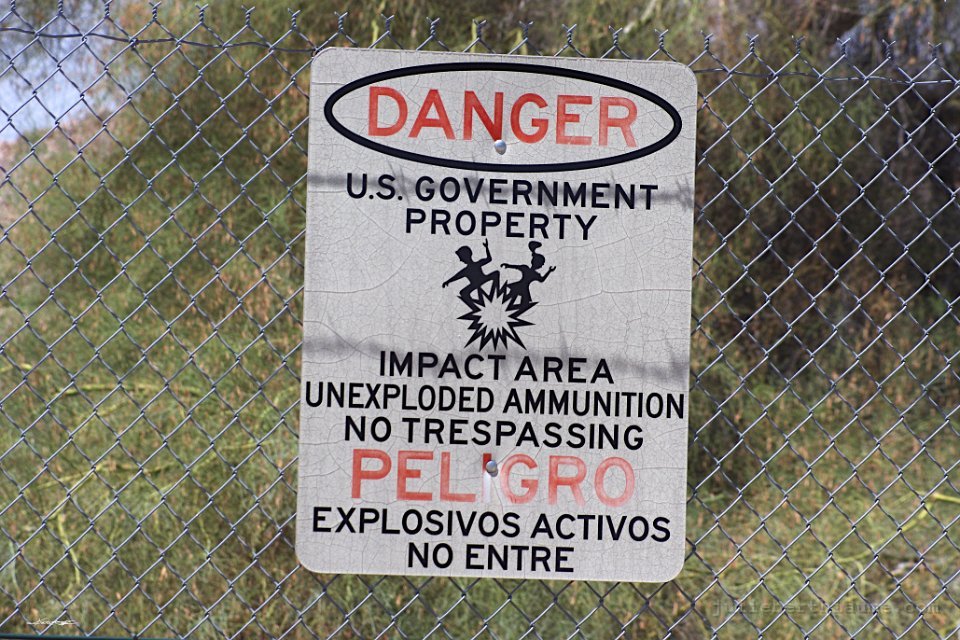 DANGER
U.S. GOVERNMENT
PROPERTY
IMPACT AREA
UNEXPLODED AMMUNITION
NO TRESPASSING
PELIGRO
EXPLOSIVOS ACTIVOS
NO ENTRE